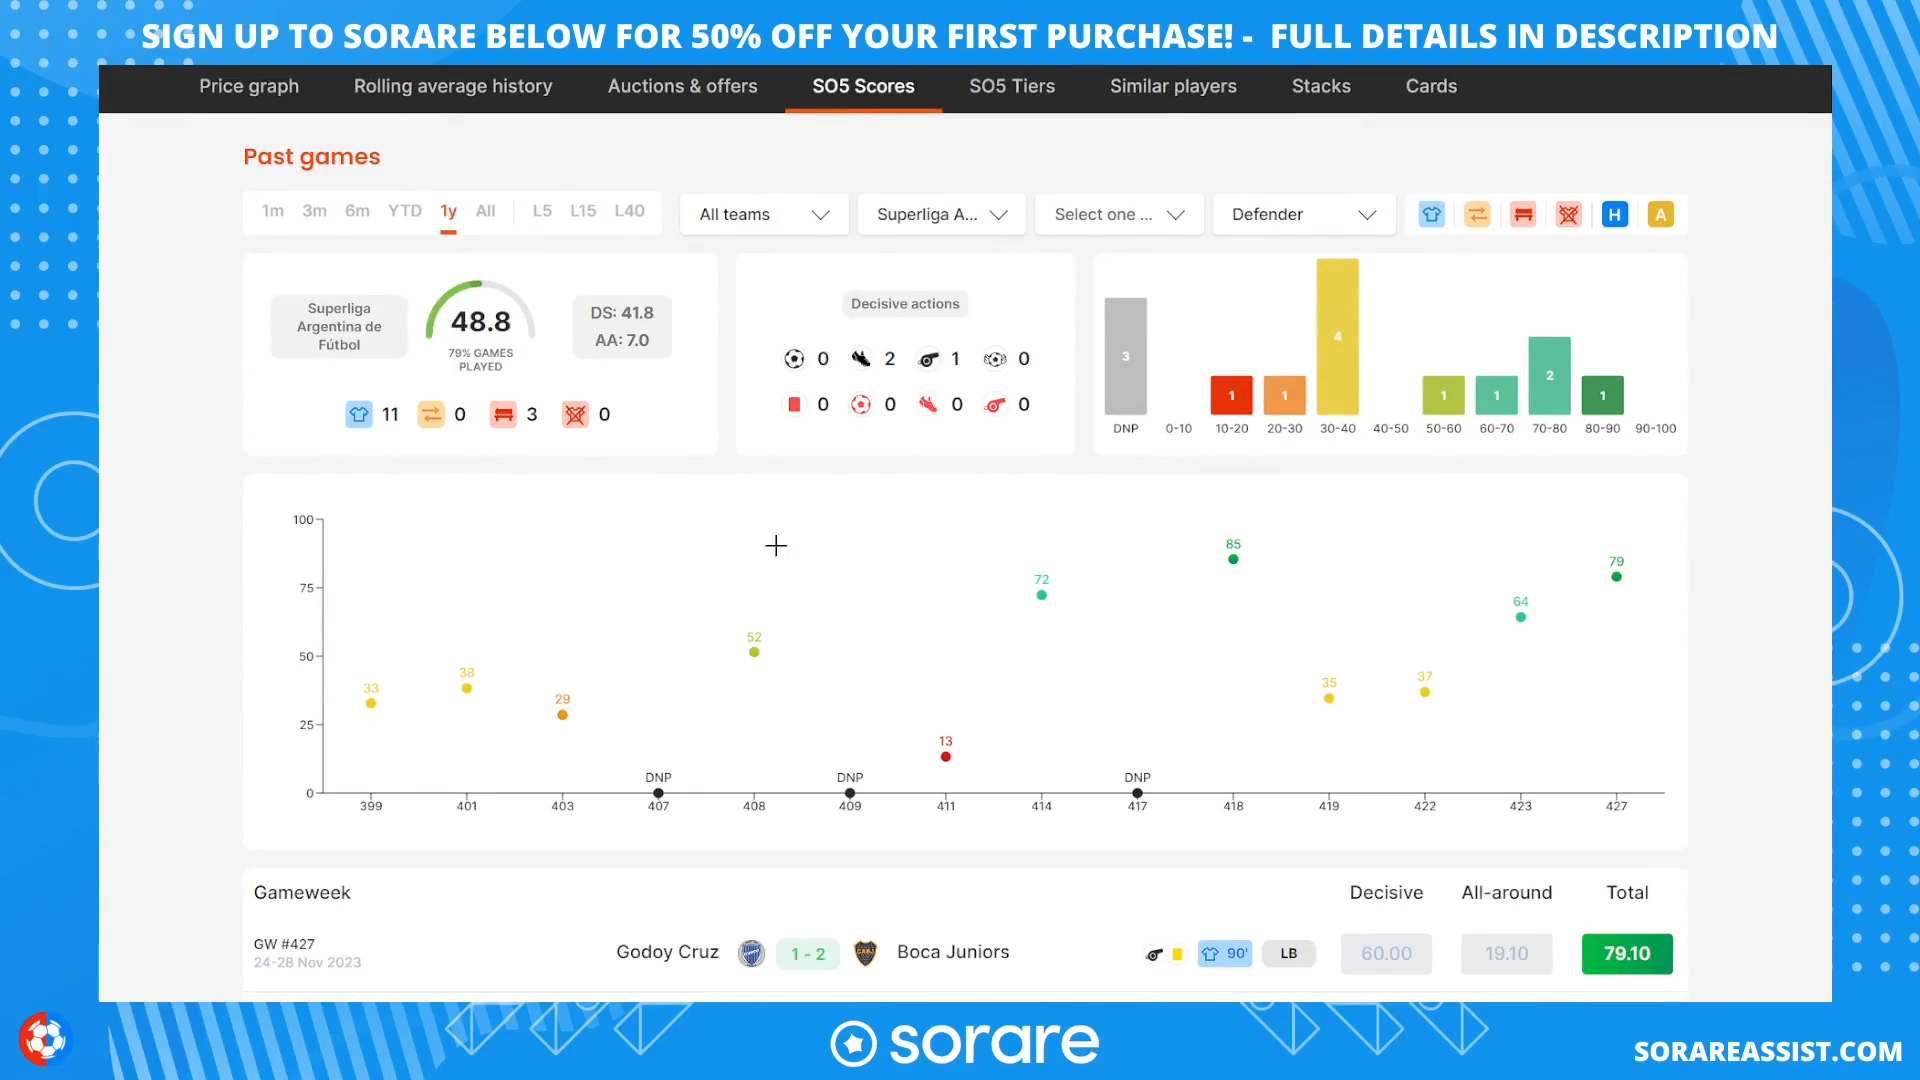 SIGN UP TO SORARE BELOW FOR 50% OFF YOUR FIRST PURCHASE! - FULL DETAILS IN DESCRIPTION
Price graph Rolling average history Auctions & offers SO5 Scores SO5 Tiers Similar players Stacks Cards
Past games
1m 3m 6m YTD 1y All L5 L15 L40 All teams Superliga A... Select one ... Defender H A
Superliga
Argentina de
Fútbol
48.8
79% GAMES
PLAYED
DS: 41.8
AA: 7.0
11 0 3 0
Decisive actions
0 2 1 0
0 0 0 0
3 1 1 4 1 1 2 1
DNP 0-10 10-20 20-30 30-40 40-50 50-60 60-70 70-80 80-90 90-100
100
75
50
25
0
33 38 29 DNP 52 DNP 13 72 DNP 85 35 37 64 79
399 401 403 407 408 409 411 414 417 418 419 422 423 427
Gameweek Decisive All-around Total
GW #427
24-28 Nov 2023
Godoy Cruz 1 - 2 CABJ Boca Juniors 90' LB 60.00 19.10 79.10
sorare
SORAREASSIST.COM